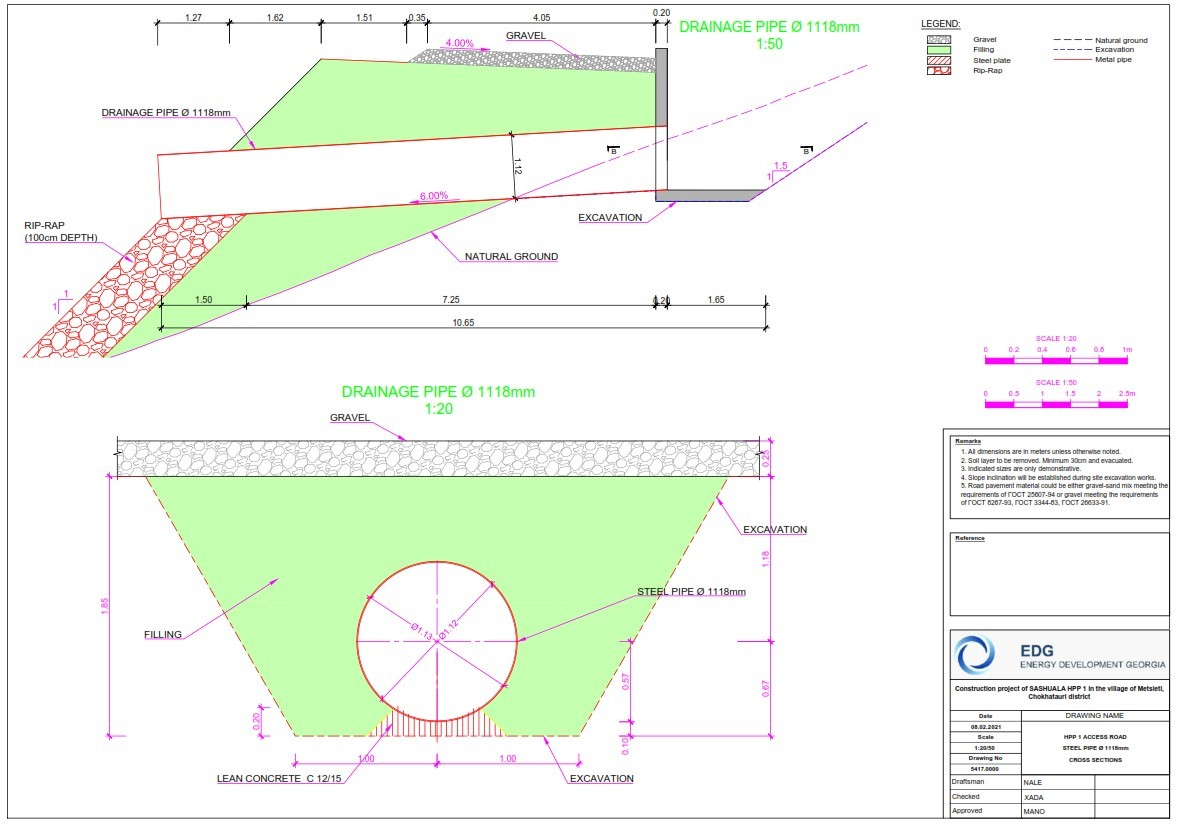 1.27
1.62
1.51
0.35
4.05
0.20
DRAINAGE PIPE Ø 1118mm
1:50
4.00%
GRAVEL
DRAINAGE PIPE Ø 1118mm
1.12
B
B
1.5
1
6.00%
EXCAVATION
RIP-RAP
(100cm DEPTH)
NATURAL GROUND
1
1
1.50
7.25
0.20
1.65
10.65
LEGEND:
Gravel
Filling
Steel plate
Rip-Rap
Natural ground
Excavation
Metal pipe
SCALE 1:20
0 0.2 0.4 0.6 0.8 1m
SCALE 1:50
0 0.5 1 1.5 2 2.5m
DRAINAGE PIPE Ø 1118mm
1:20
GRAVEL
0.25
EXCAVATION
1.18
1.85
STEEL PIPE Ø 1118mm
Ø1.13
Ø1.12
FILLING
0.57
0.67
0.20
0.10
1.00
1.00
LEAN CONCRETE C 12/15
EXCAVATION
Remarks
1. All dimensions are in meters unless otherwise noted.
2. Soil layer to be removed. Minimum 30cm and evacuated.
3. Indicated sizes are only demonstrative.
4. Slope inclination will be established during site excavation works.
5. Road pavement material could be either gravel-sand mix meeting the
requirements of ГОСТ 25607-94 or gravel meeting the requirements
of ГОСТ 8267-93, ГОСТ 3344-83, ГОСТ 26633-91.
Reference
EDG
ENERGY DEVELOPMENT GEORGIA
Construction project of SASHUALA HPP 1 in the village of Metsieti,
Chokhatauri district
Date
DRAWING NAME
08.02.2021
Scale
1:20/50
Drawing No
5417.0000
HPP 1 ACCESS ROAD
STEEL PIPE Ø 1118mm
CROSS SECTIONS
Draftsman NALE
Checked XADA
Approved MANO